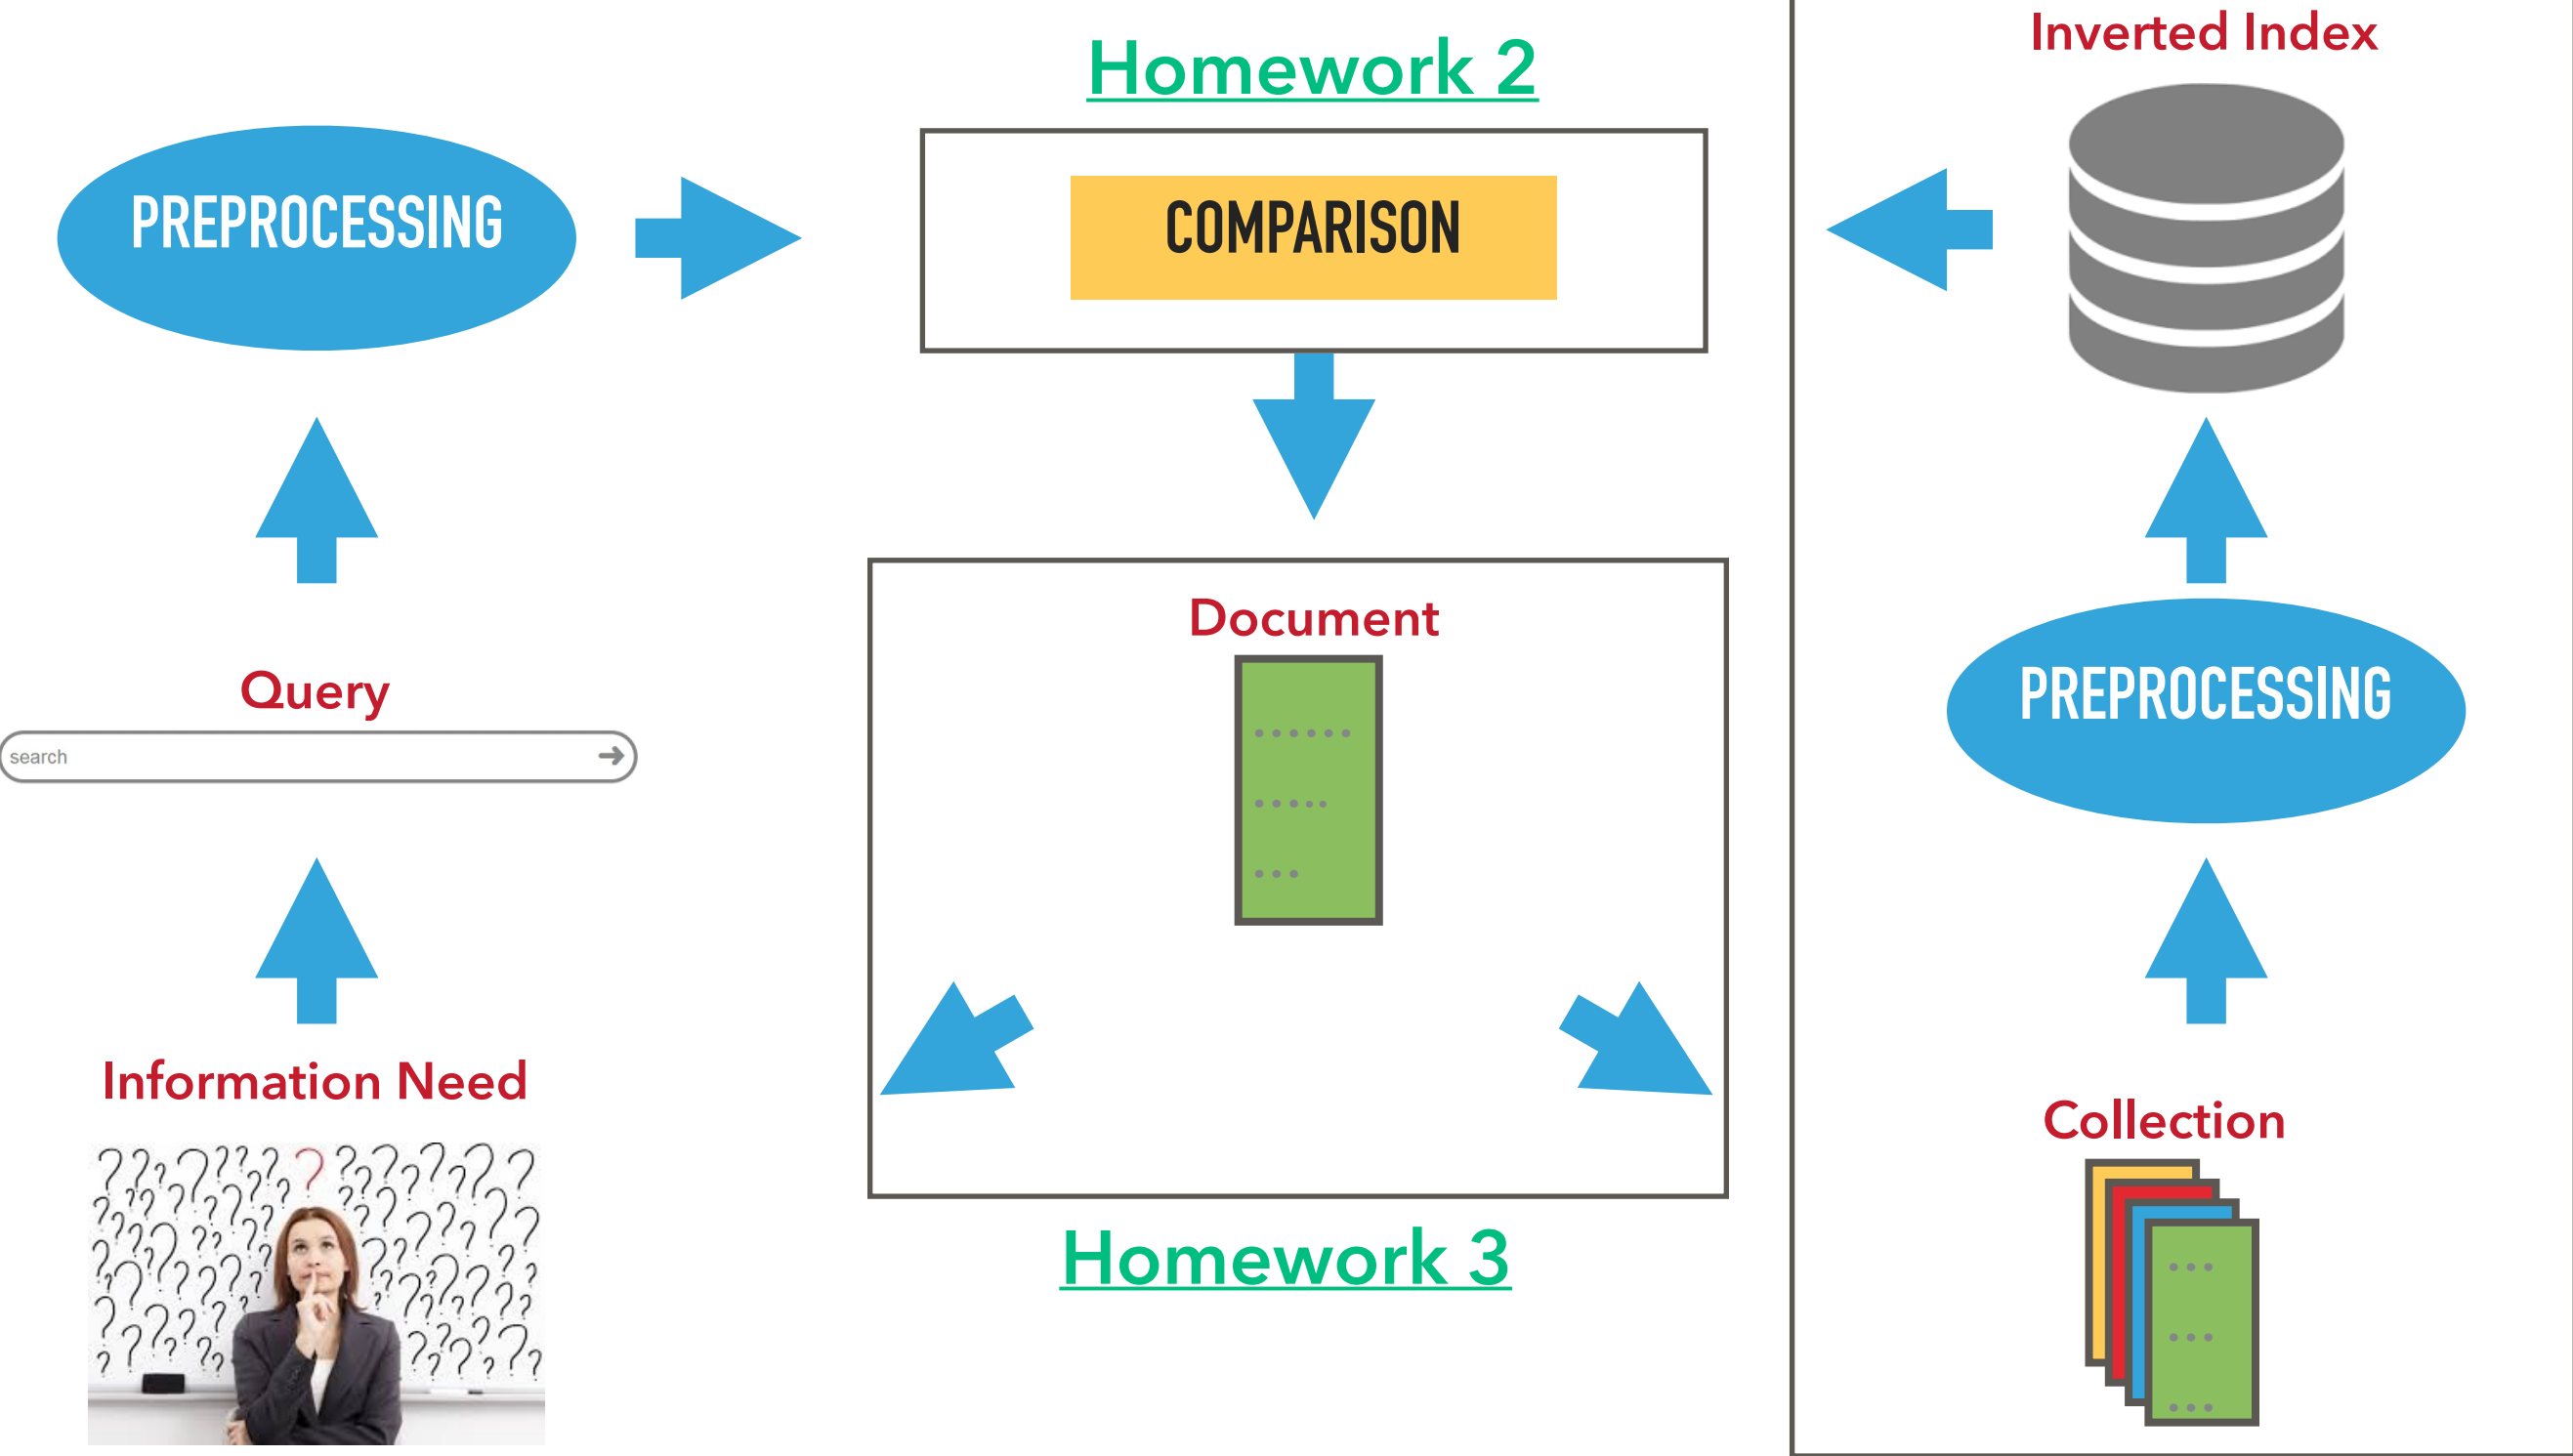 Homework 2
Inverted Index
PREPROCESSING
COMPARISON
Document
Query
search
PREPROCESSING
Information Need
Collection
Homework 3